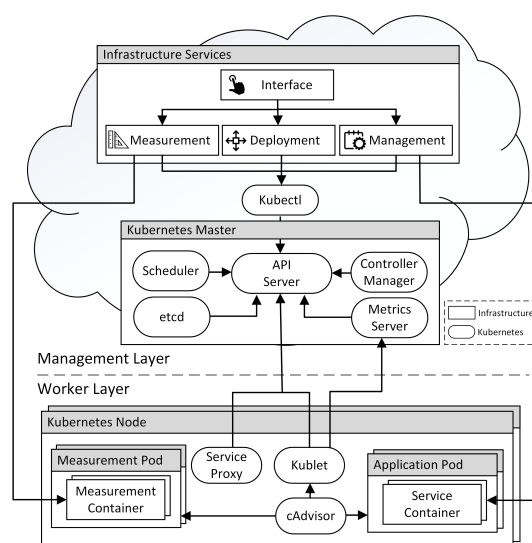 Infrastructure Services
Interface
Measurement
Deployment
Management
Kubectl
Kubernetes Master
Scheduler
API
Server
Controller
Manager
etcd
Metrics
Server
Infrastructure
Kubernetes
Management Layer
Worker Layer
Kubernetes Node
Measurement Pod
Measurement
Container
Service
Proxy
Kublet
cAdvisor
Application Pod
Service
Container